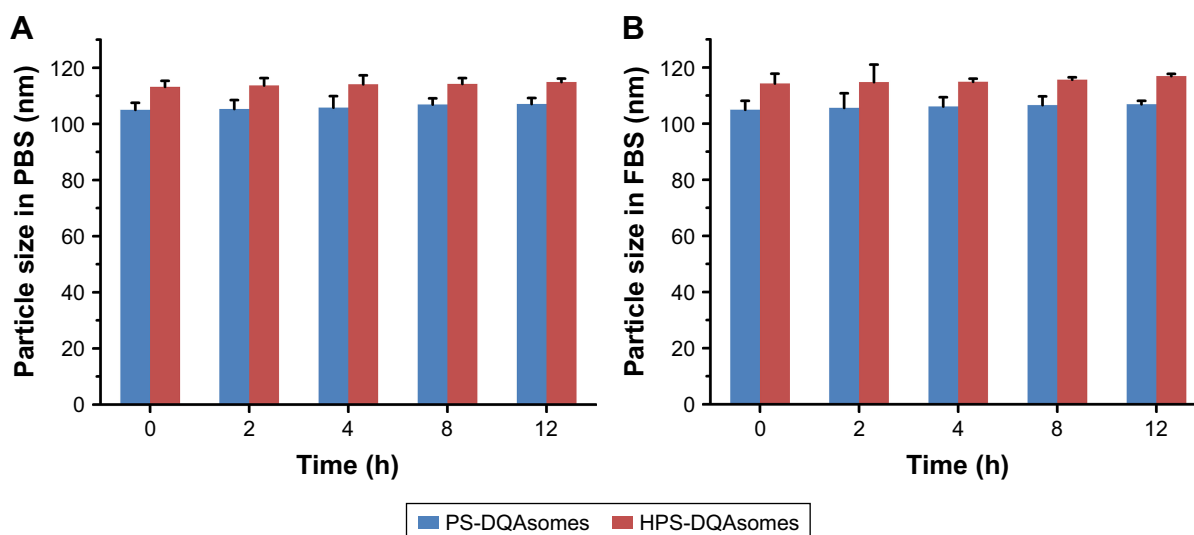 A
Particle size in PBS (nm)
120
100
80
60
40
20
0
0 2 4 8 12
Time (h)
B
Particle size in FBS (nm)
120
100
80
60
40
20
0
0 2 4 8 12
Time (h)
PS-DQAsomes HPS-DQAsomes